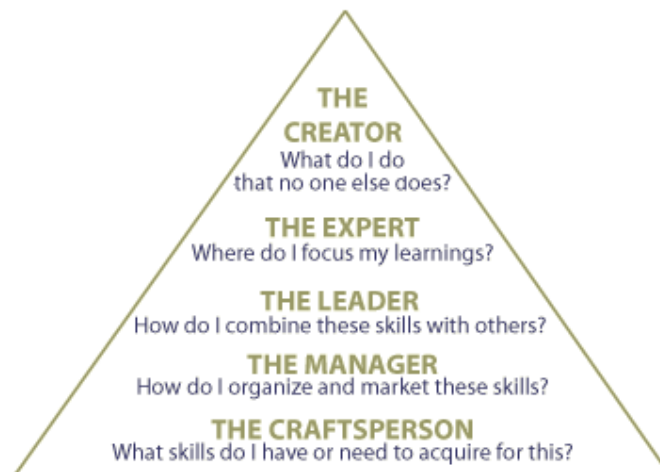 THE
CREATOR
What do I do
that no one else does?
THE EXPERT
Where do I focus my learnings?
THE LEADER
How do I combine these skills with others?
THE MANAGER
How do I organize and market these skills?
THE CRAFTSPERSON
What skills do I have or need to acquire for this?